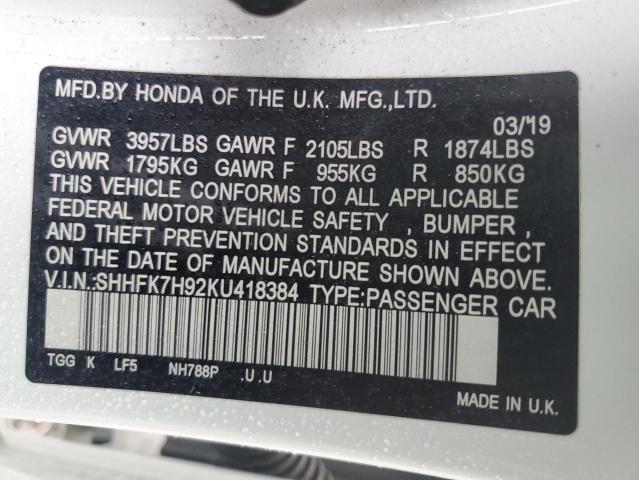 MFD.BY HONDA OF THE U.K. MFG.,LTD.
03/'19
GVWR 3957LBS GAWR F 2105LBS R 1874LBS
GVWR 1795KG GAWR F 955KG R 850KG
THIS VEHICLE CONFORMS TO ALL APPLICABLE
FEDERAL MOTOR VEHICLE SAFETY , BUMPER ,
AND THEFT PREVENTION STANDARDS IN EFFECT
ON THE DATE OF MANUFACTURE SHOWN ABOVE.
V.I.N.:SHHFK7H92KU418384 TYPE:PASSENGER CAR
TGG K LF5 NH788P .U .U
MADE IN U.K.